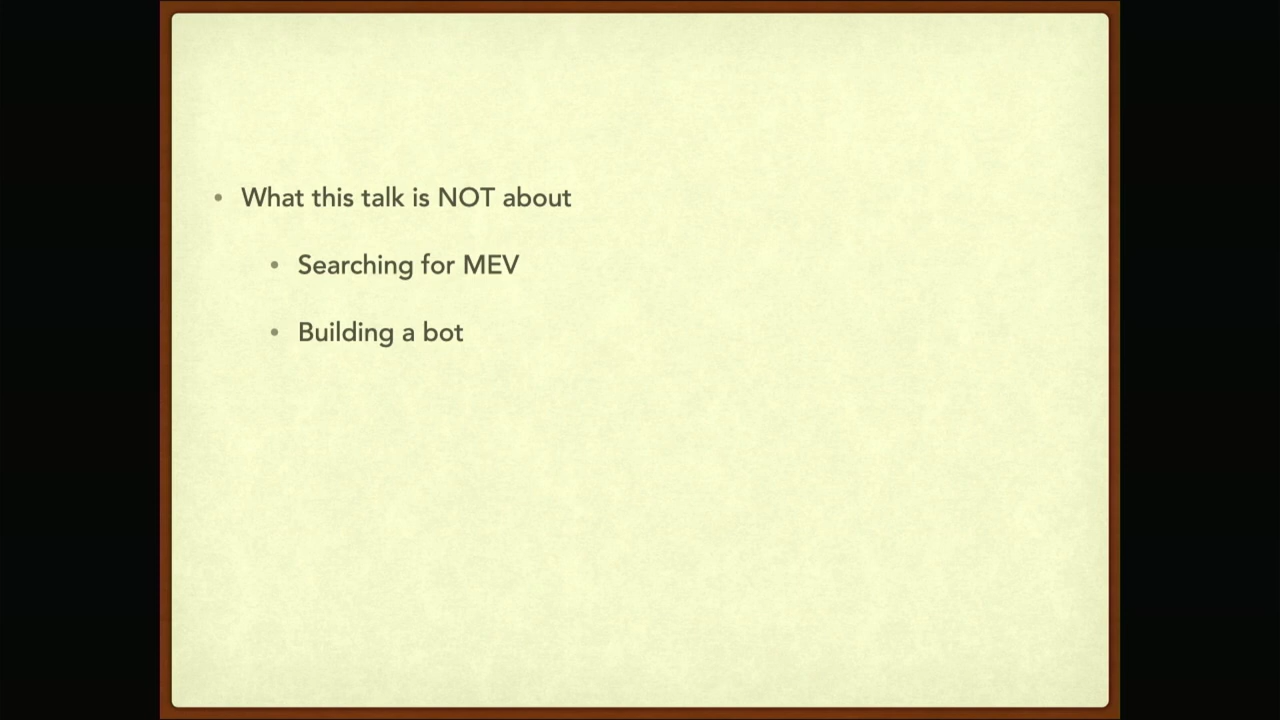 • What this talk is NOT about
• Searching for MEV
• Building a bot